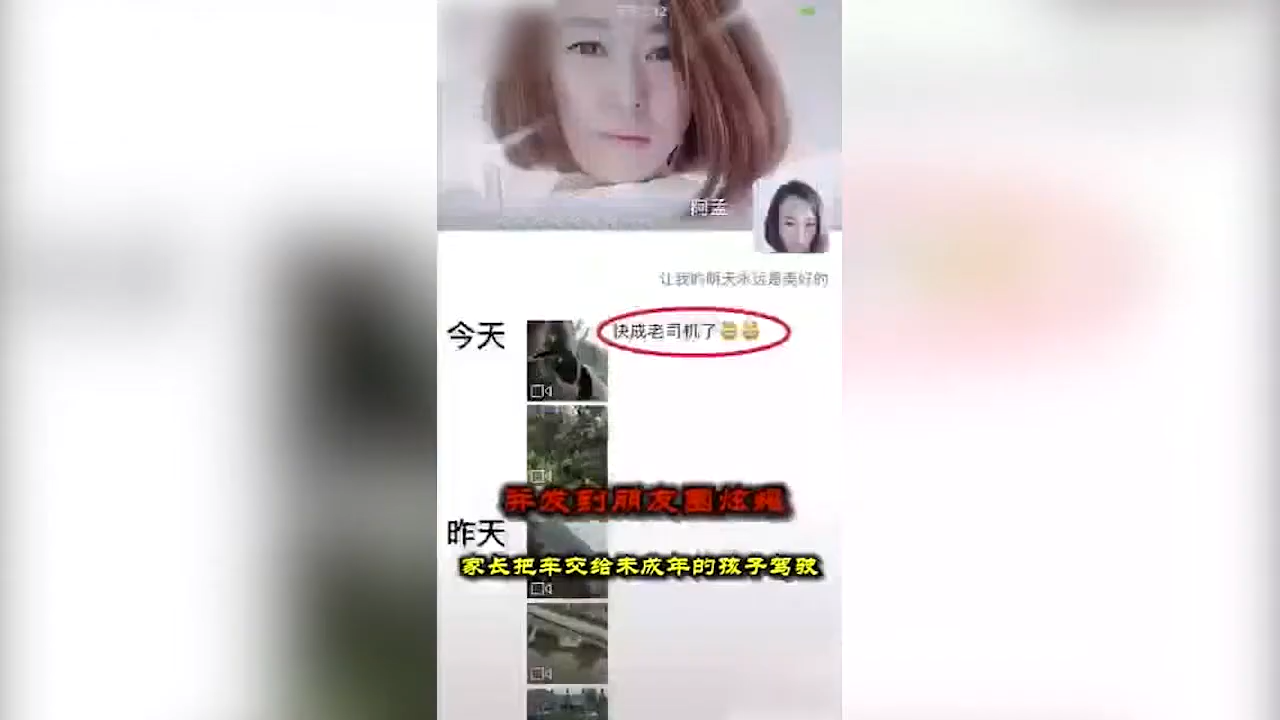 阿孟
让我的明天永远是美好的
今天
快成老司机了
并发到朋友圈炫耀
昨天
家长把车交给未成年的孩子驾驶